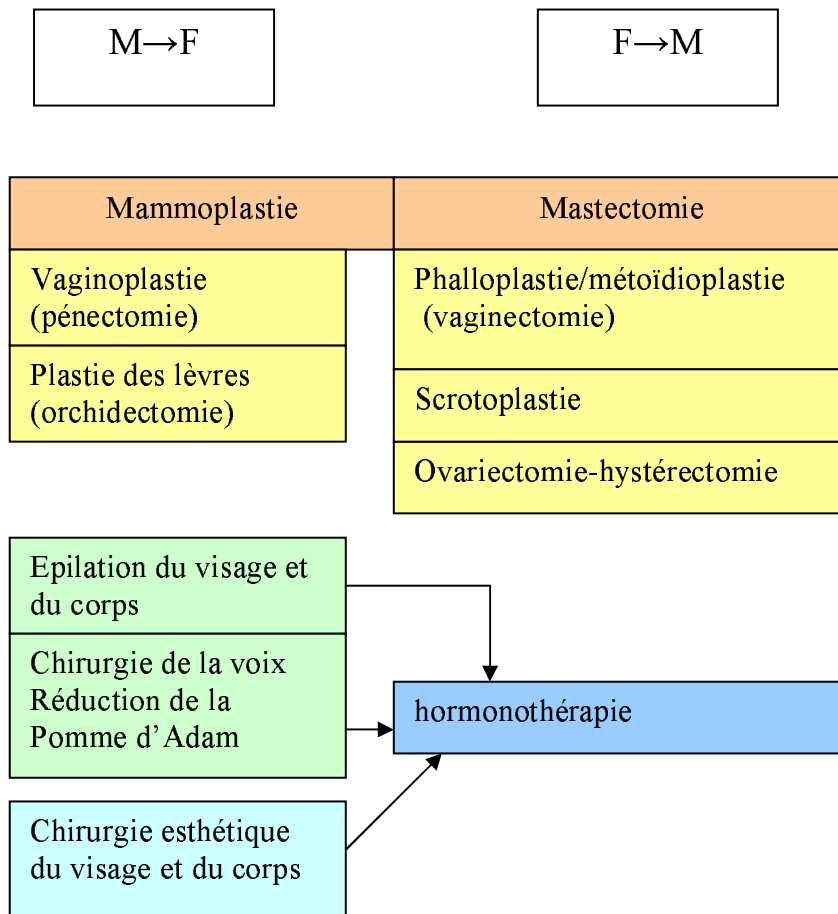 M→F
F→M
Mammoplastie
Mastectomie
Vaginoplastie
(pénectomie)
Phalloplastie/métoïdioplastie
(vaginectomie)
Plastie des lèvres
(orchidectomie)
Scrotoplastie
Ovariectomie-hystérectomie
Epilation du visage et
du corps
Chirurgie de la voix
Réduction de la
Pomme d'Adam
hormonothérapie
Chirurgie esthétique
du visage et du corps